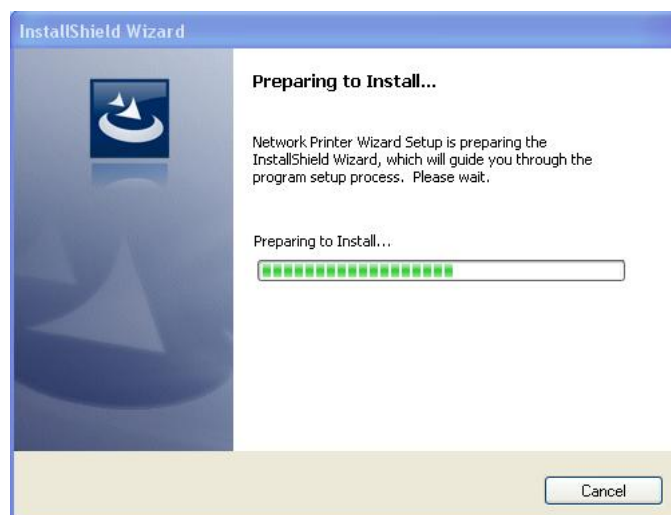 InstallShield Wizard
Preparing to Install...
Network Printer Wizard Setup is preparing the
InstallShield Wizard, which will guide you through the
program setup process.  Please wait.
Preparing to Install...
Cancel